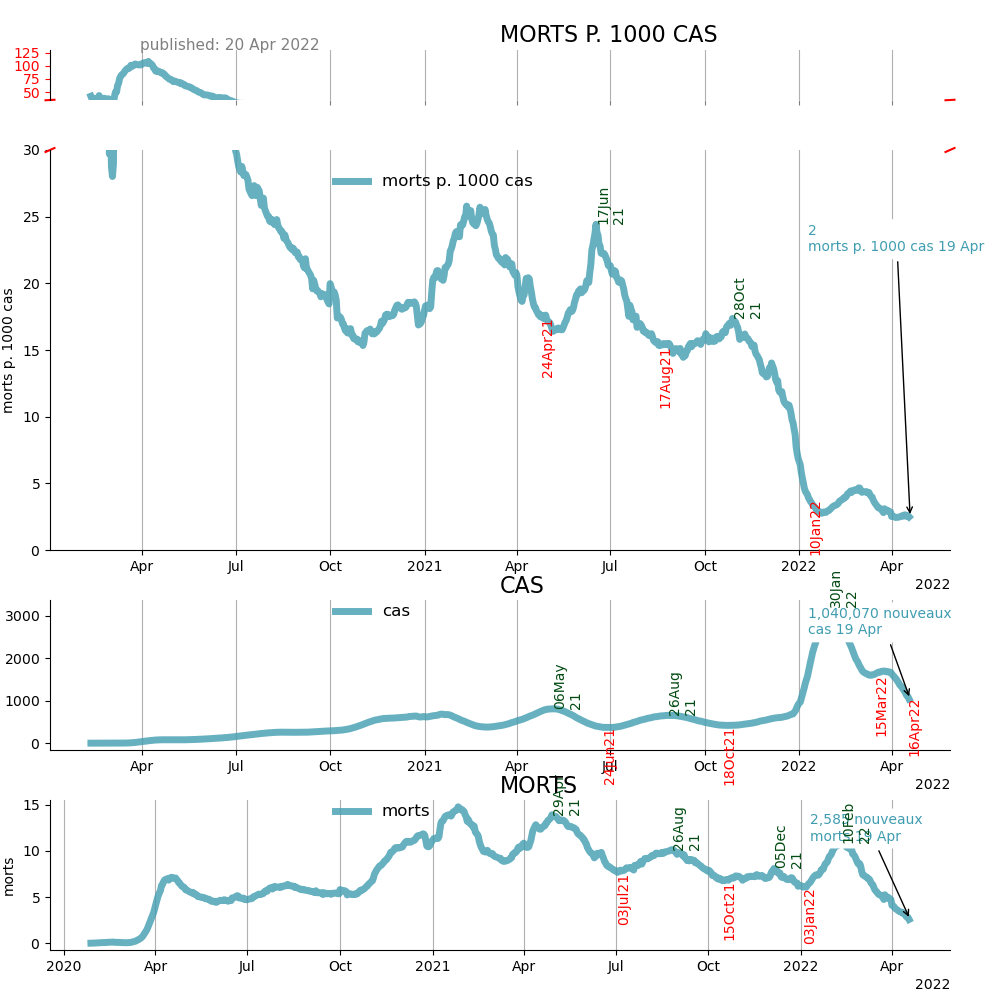 MORTS P. 1000 CAS
published: 20 Apr 2022
125
100
75
50
30
morts p. 1000 cas
17Jun
21
25
2
morts p. 1000 cas 19 Apr
20
28Oct
21
morts p. 1000 cas
15
24Apr21
17Aug21
10
5
10Jan22
0
Apr
Jul
Oct
2021
Apr
Jul
Oct
2022
Apr
2022
CAS
30Jan
22
3000
cas
1,040,070 nouveaux
cas 19 Apr
2000
06May
21
26Aug
21
1000
15Mar22
16Apr22
0
24Jun21
18Oct21
Apr
Jul
Oct
2021
Apr
Jul
Oct
2022
Apr
2022
MORTS
29Apr
21
15
morts
2,585 nouveaux
morts 19 Apr
10Feb
22
26Aug
21
10
05Dec
21
morts
5
03Jul21
15Oct21
03Jan22
0
2020
Apr
Jul
Oct
2021
Apr
Jul
Oct
2022
Apr
2022